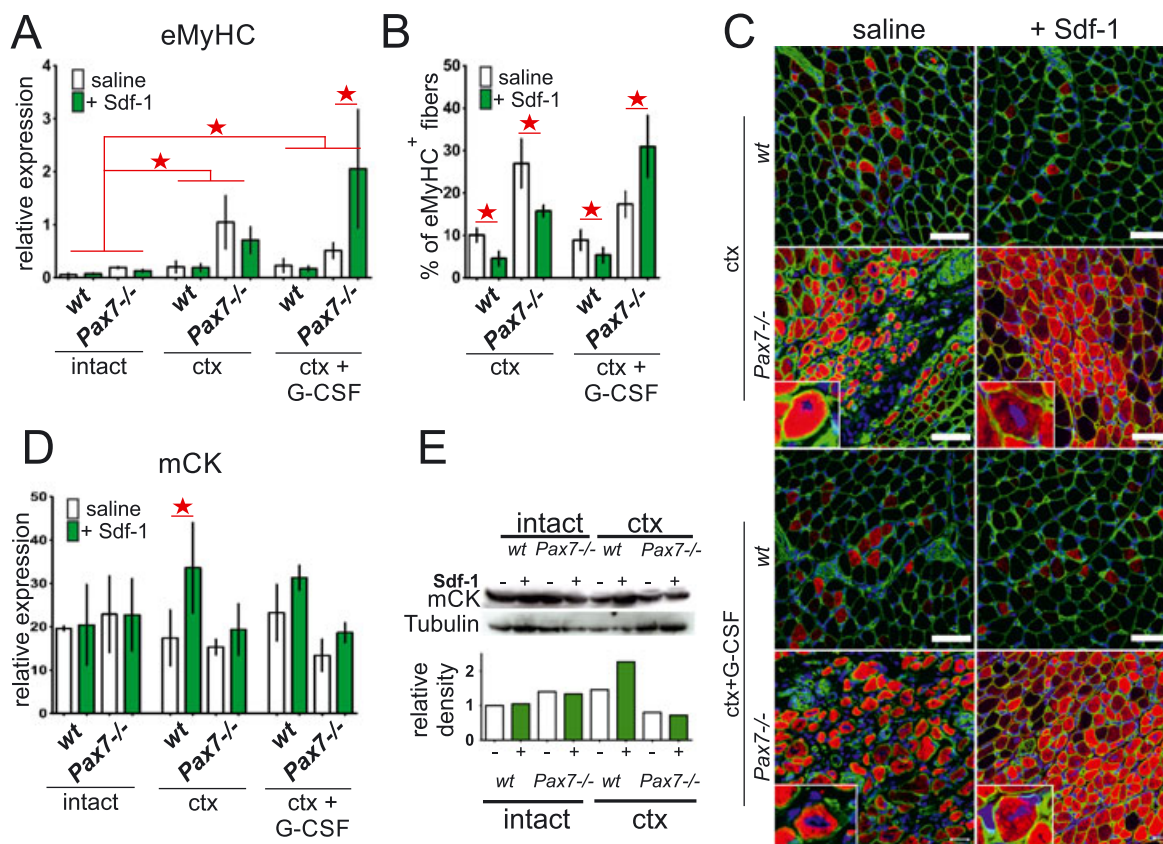 A
eMyHC
relative expression
saline
+ Sdf-1
4
3
2
1
0
wt
Pax7-/-
wt
Pax7-/-
wt
Pax7-/-
intact
ctx
ctx +
G-CSF
B
% of eMyHC+ fibers
saline
+ Sdf-1
50
40
30
20
10
0
wt
Pax7-/-
wt
Pax7-/-
ctx
ctx +
G-CSF
C
saline
+ Sdf-1
ctx
wt
Pax7-/-
ctx+G-CSF
wt
Pax7-/-
D
mCK
relative expression
saline
+ Sdf-1
50
40
30
20
10
0
wt
Pax7-/-
wt
Pax7-/-
wt
Pax7-/-
intact
ctx
ctx +
G-CSF
E
intact ctx
wt Pax7-/- wt Pax7-/-
Sdf-1 - + - + - + - +
mCK
Tubulin
relative
density
2
1
0
- + - + - + - +
wt Pax7-/- wt Pax7-/-
intact ctx